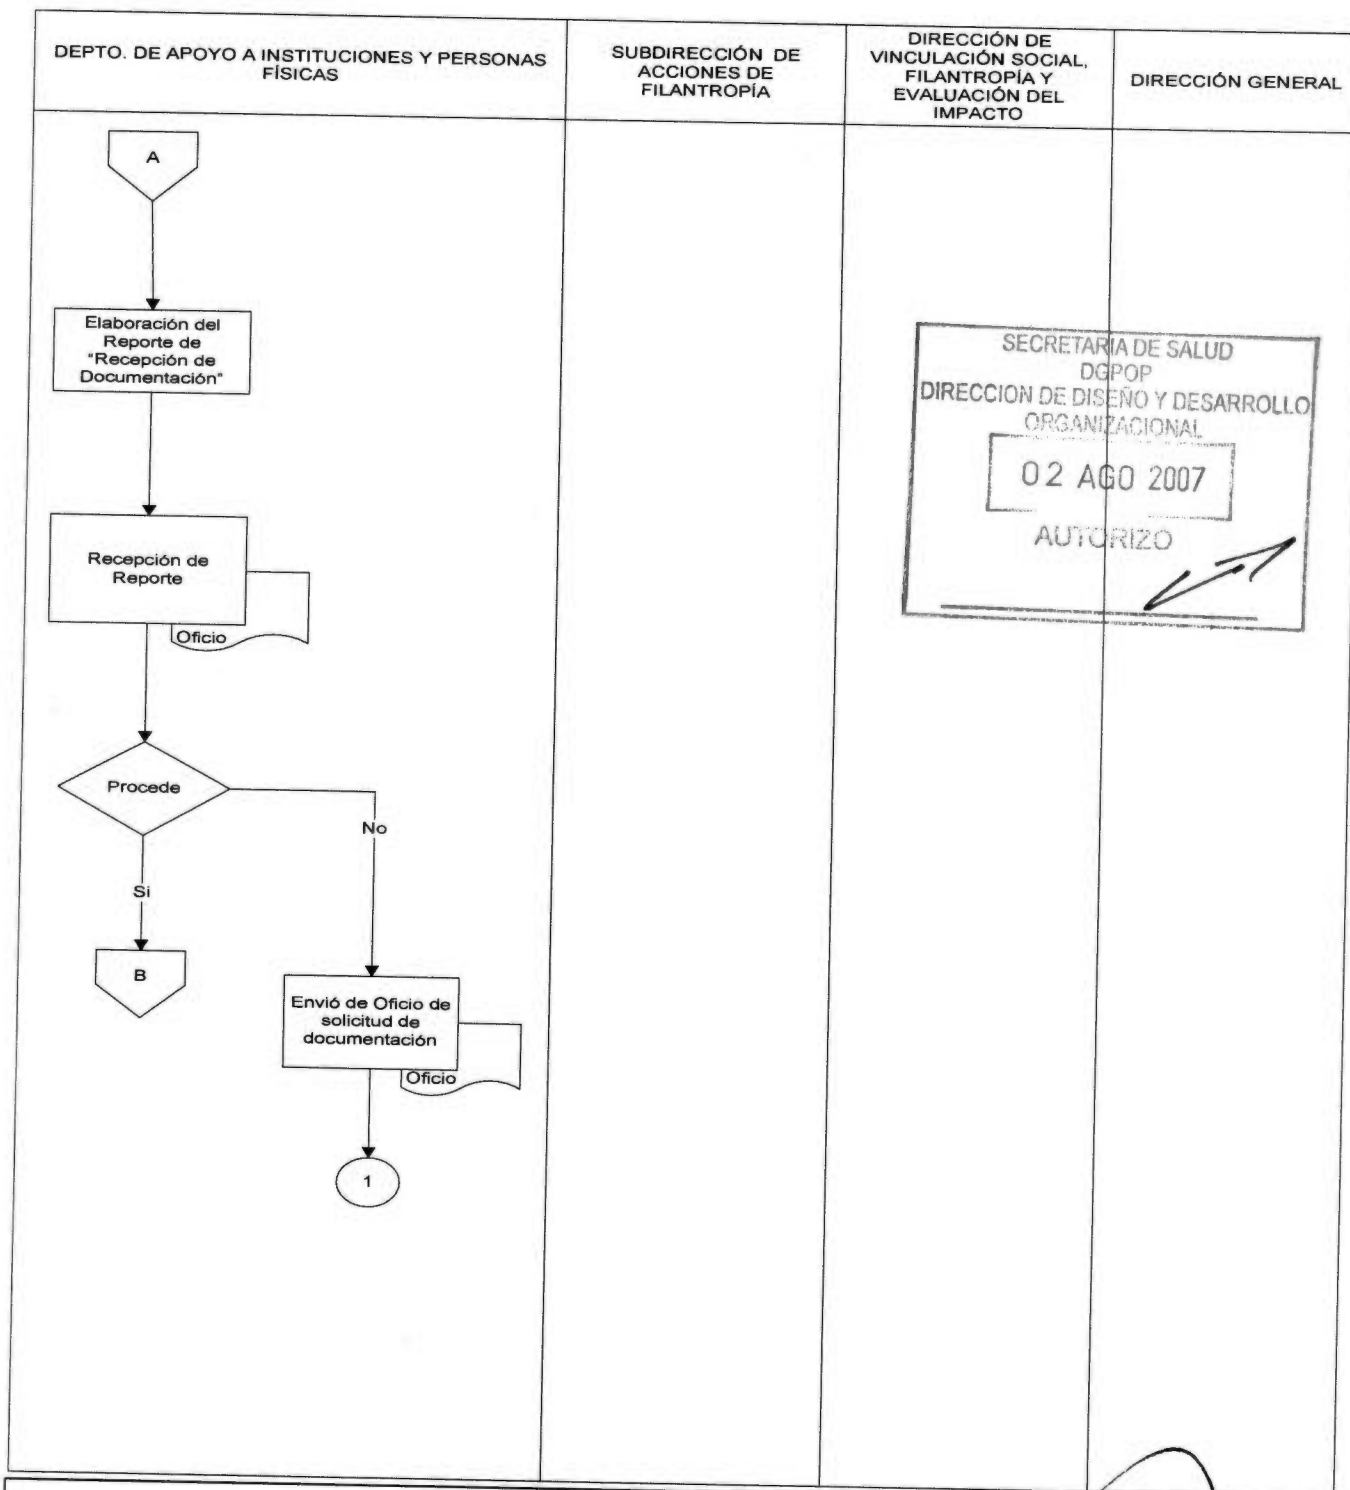 DEPTO. DE APOYO A INSTITUCIONES Y PERSONAS
FÍSICAS
SUBDIRECCIÓN DE
ACCIONES DE
FILANTROPÍA
DIRECCIÓN DE
VINCULACIÓN SOCIAL,
FILANTROPÍA Y
EVALUACIÓN DEL
IMPACTO
DIRECCIÓN GENERAL
A
Elaboración del
Reporte de
"Recepción de
Documentación"
SECRETARIA DE SALUD
DGPOP
DIRECCION DE DISEÑO Y DESARROLLO
ORGANIZACIONAL
02 AGO 2007
AUTORIZO
Recepción de
Reporte
Oficio
Procede
No
Si
B
Envió de Oficio de
solicitud de
documentación
Oficio
1